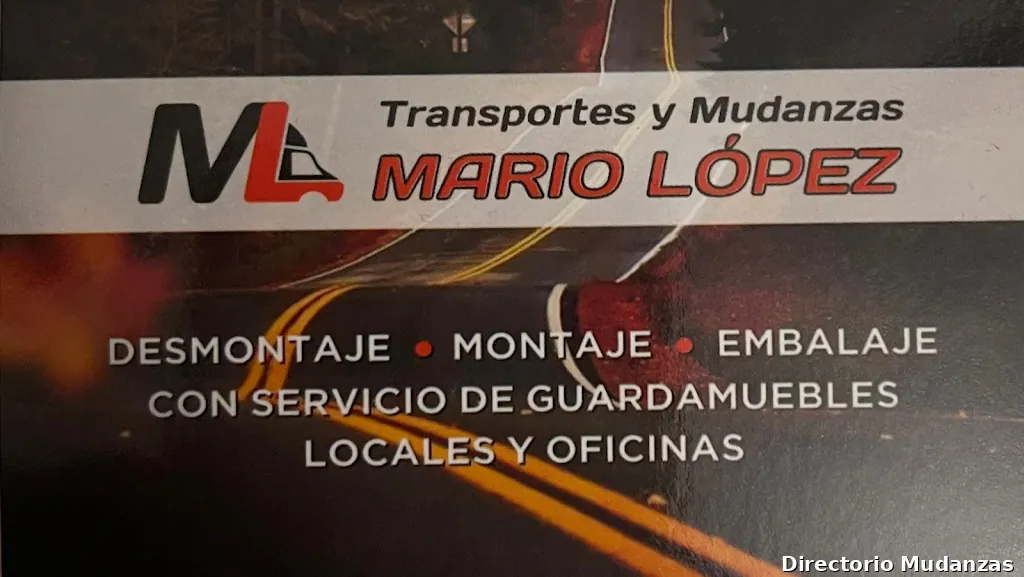 ML
Transportes y Mudanzas
MARIO LÓPEZ
DESMONTAJE • MONTAJE • EMBALAJE
CON SERVICIO DE GUARDAMUEBLES
LOCALES Y OFICINAS
Directorio Mudanzas